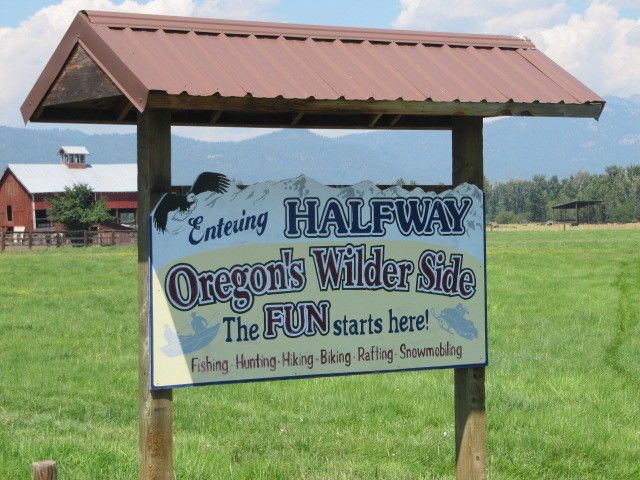 Entering HALFWAY
Oregon's Wilder Side
The FUN starts here!
Fishing · Hunting · Hiking · Biking · Rafting · Snowmobiling